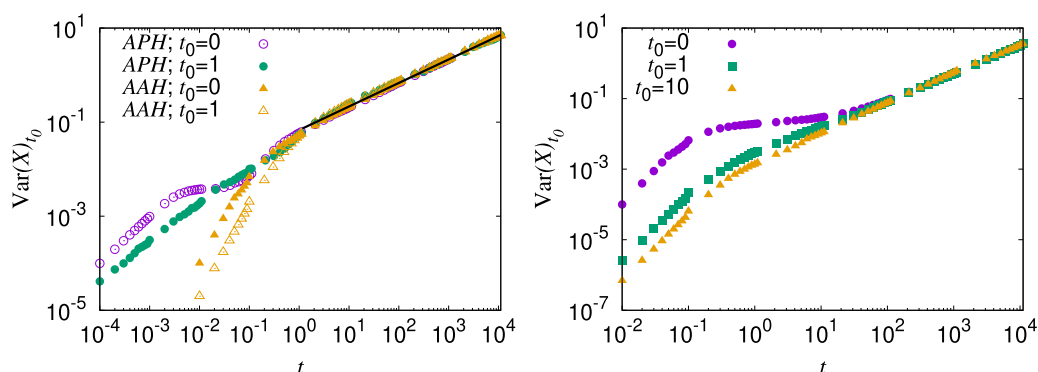 10^1
10^-1
10^-3
10^-5
Var(X)_{t_0}
APH; t_0=0
APH; t_0=1
AAH; t_0=0
AAH; t_0=1
10^-4 10^-3 10^-2 10^-1 10^0 10^1 10^2 10^3 10^4
t
10^1
10^-1
10^-3
10^-5
10^-7
Var(X)_{t_0}
t_0=0
t_0=1
t_0=10
10^-2 10^-1 10^0 10^1 10^2 10^3 10^4
t